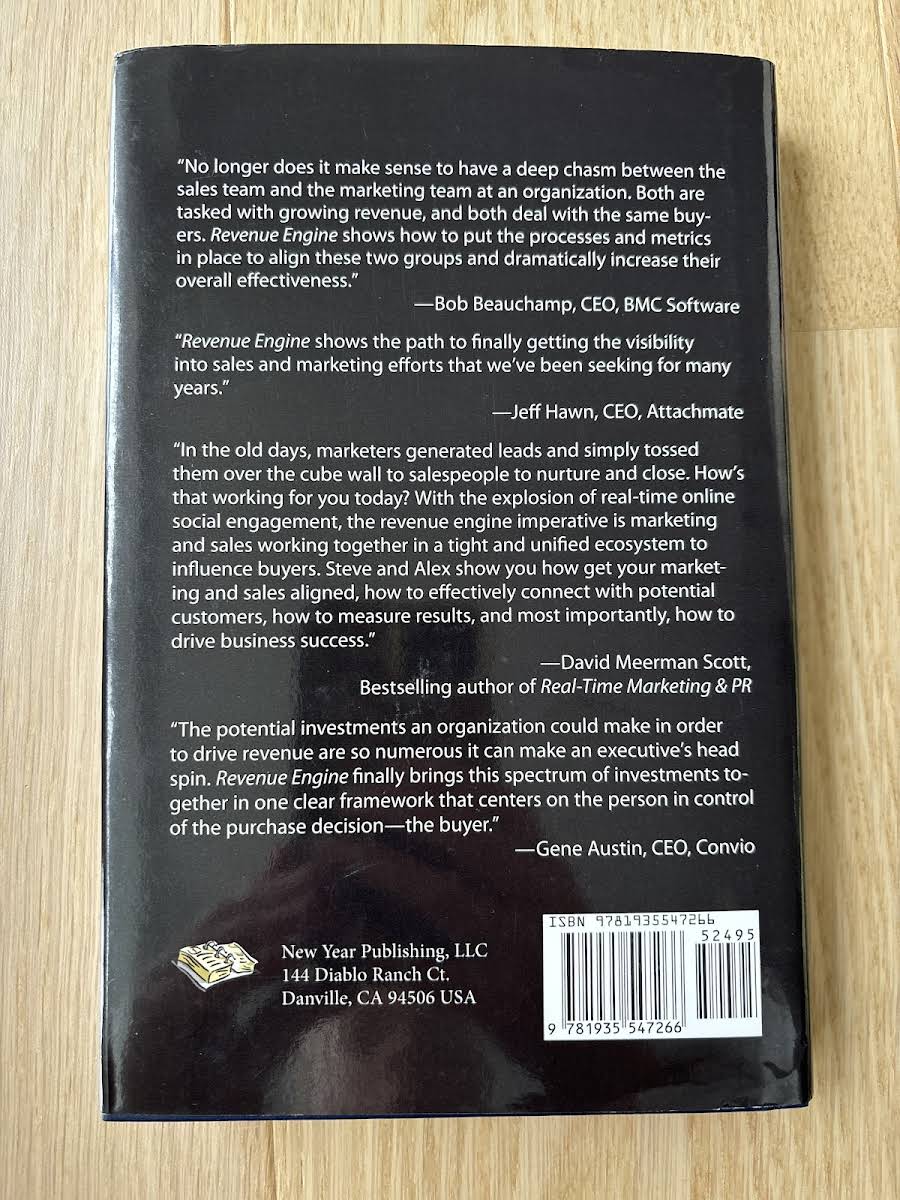 “No longer does it make sense to have a deep chasm between the
sales team and the marketing team at an organization. Both are
tasked with growing revenue, and both deal with the same buy-
ers. Revenue Engine shows how to put the processes and metrics
in place to align these two groups and dramatically increase their
overall effectiveness.”
—Bob Beauchamp, CEO, BMC Software
“Revenue Engine shows the path to finally getting the visibility
into sales and marketing efforts that we’ve been seeking for many
years.”
—Jeff Hawn, CEO, Attachmate
“In the old days, marketers generated leads and simply tossed
them over the cube wall to salespeople to nurture and close. How’s
that working for you today? With the explosion of real-time online
social engagement, the revenue engine imperative is marketing
and sales working together in a tight and unified ecosystem to
influence buyers. Steve and Alex show you how get your market-
ing and sales aligned, how to effectively connect with potential
customers, how to measure results, and most importantly, how to
drive business success.”
—David Meerman Scott,
Bestselling author of Real-Time Marketing & PR
“The potential investments an organization could make in order
to drive revenue are so numerous it can make an executive’s head
spin. Revenue Engine finally brings this spectrum of investments to-
gether in one clear framework that centers on the person in control
of the purchase decision—the buyer.”
—Gene Austin, CEO, Convio
New Year Publishing, LLC
144 Diablo Ranch Ct.
Danville, CA 94506 USA
ISBN 9781935547266
52495
9 781935 547266